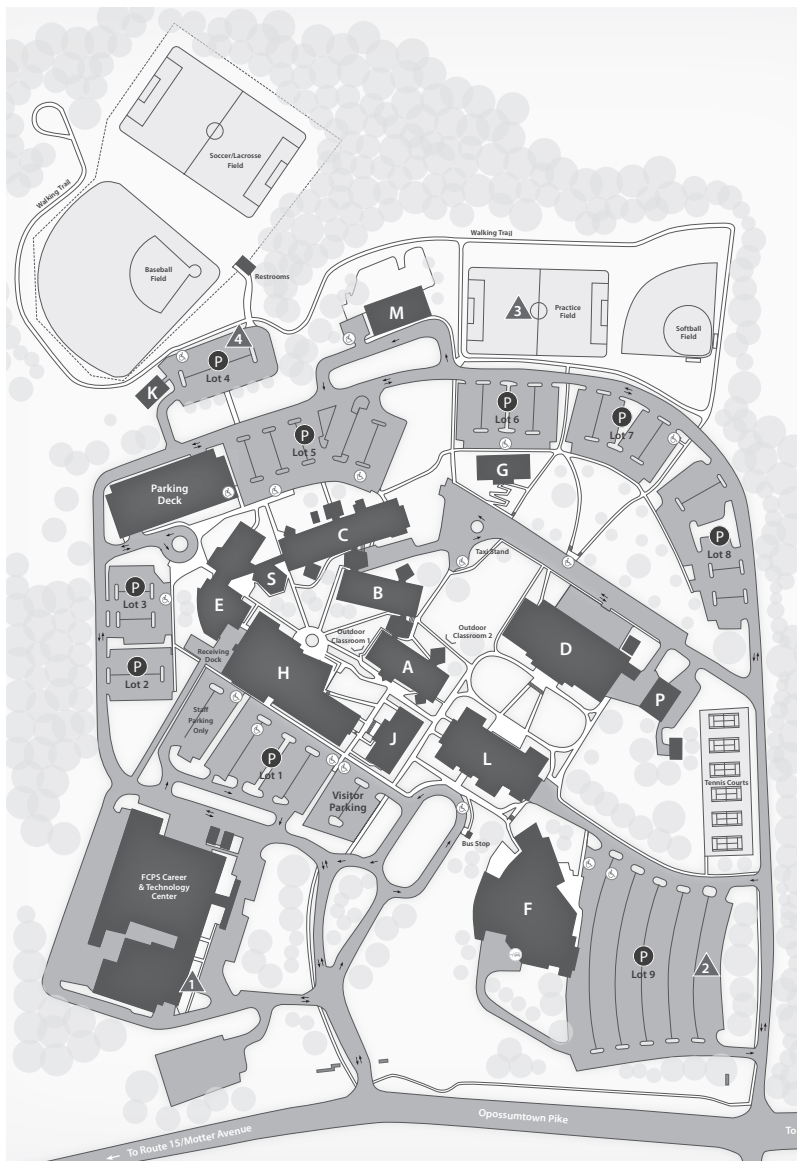 Soccer/Lacrosse
Field
Walking Trail
Walking Trail
Baseball
Field
Restrooms
M
3
Practice
Field
Softball
Field
4
P
Lot 4
K
P
Lot 5
P
Lot 6
P
Lot 7
Parking
Deck
G
P
Lot 8
C
Taxi Stand
S
B
E
P
Lot 3
Outdoor
Classroom 1
Outdoor
Classroom 2
Receiving
Dock
P
Lot 2
H
A
D
P
Staff
Parking
Only
J
L
P
Lot 1
Visitor
Parking
Tennis Courts
Bus Stop
FCPS Career
& Technology
Center
F
P
Lot 9
1
2
Opossumtown Pike
To Route 15/Motter Avenue
To